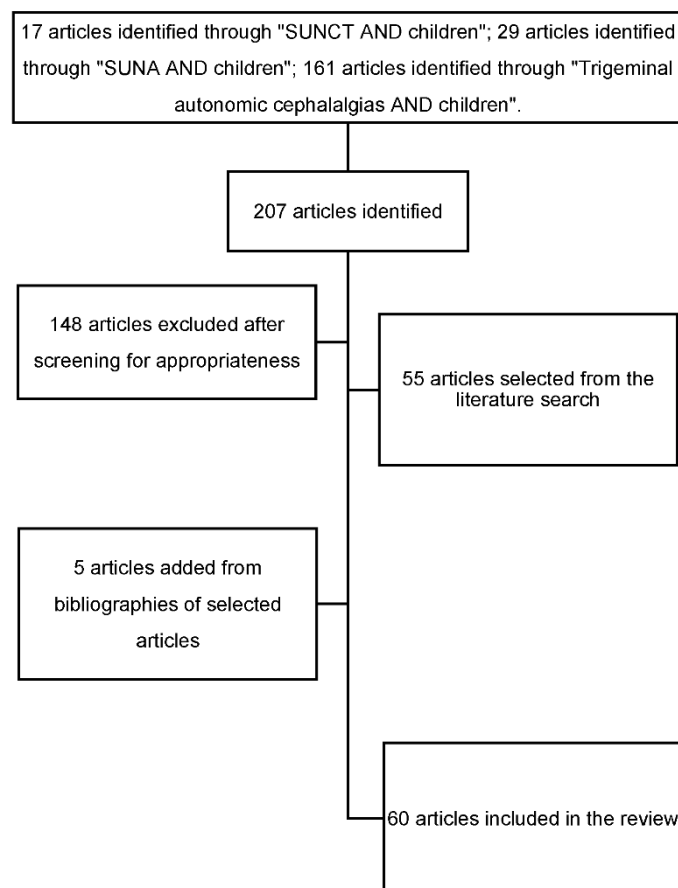 17 articles identified through "SUNCT AND children"; 29 articles identified
through "SUNA AND children"; 161 articles identified through "Trigeminal
autonomic cephalalgias AND children".
207 articles identified
148 articles excluded after
screening for appropriateness
55 articles selected from the
literature search
5 articles added from
bibliographies of selected
articles
60 articles included in the review